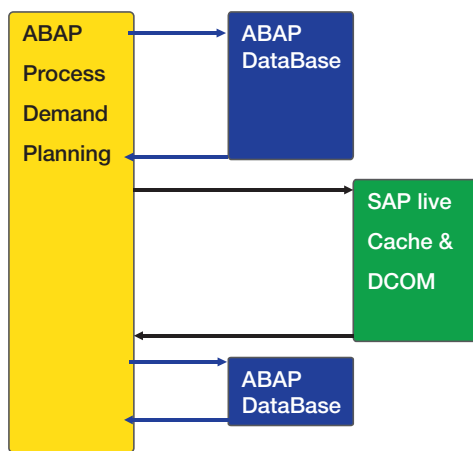 ABAP
Process
Demand
Planning
ABAP
DataBase
SAP live
Cache &
DCOM
ABAP
DataBase